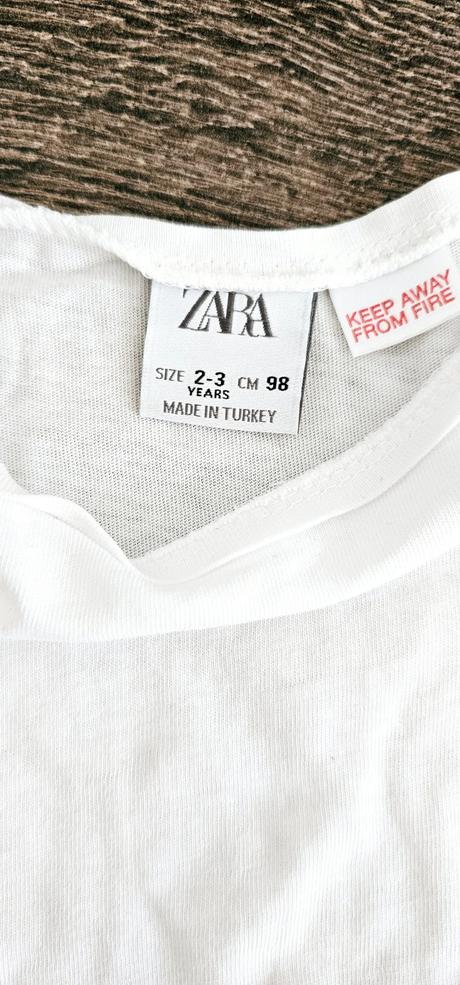 ZARA
SIZE 2-3 CM 98
YEARS
MADE IN TURKEY
KEEP AWAY
FROM FIRE